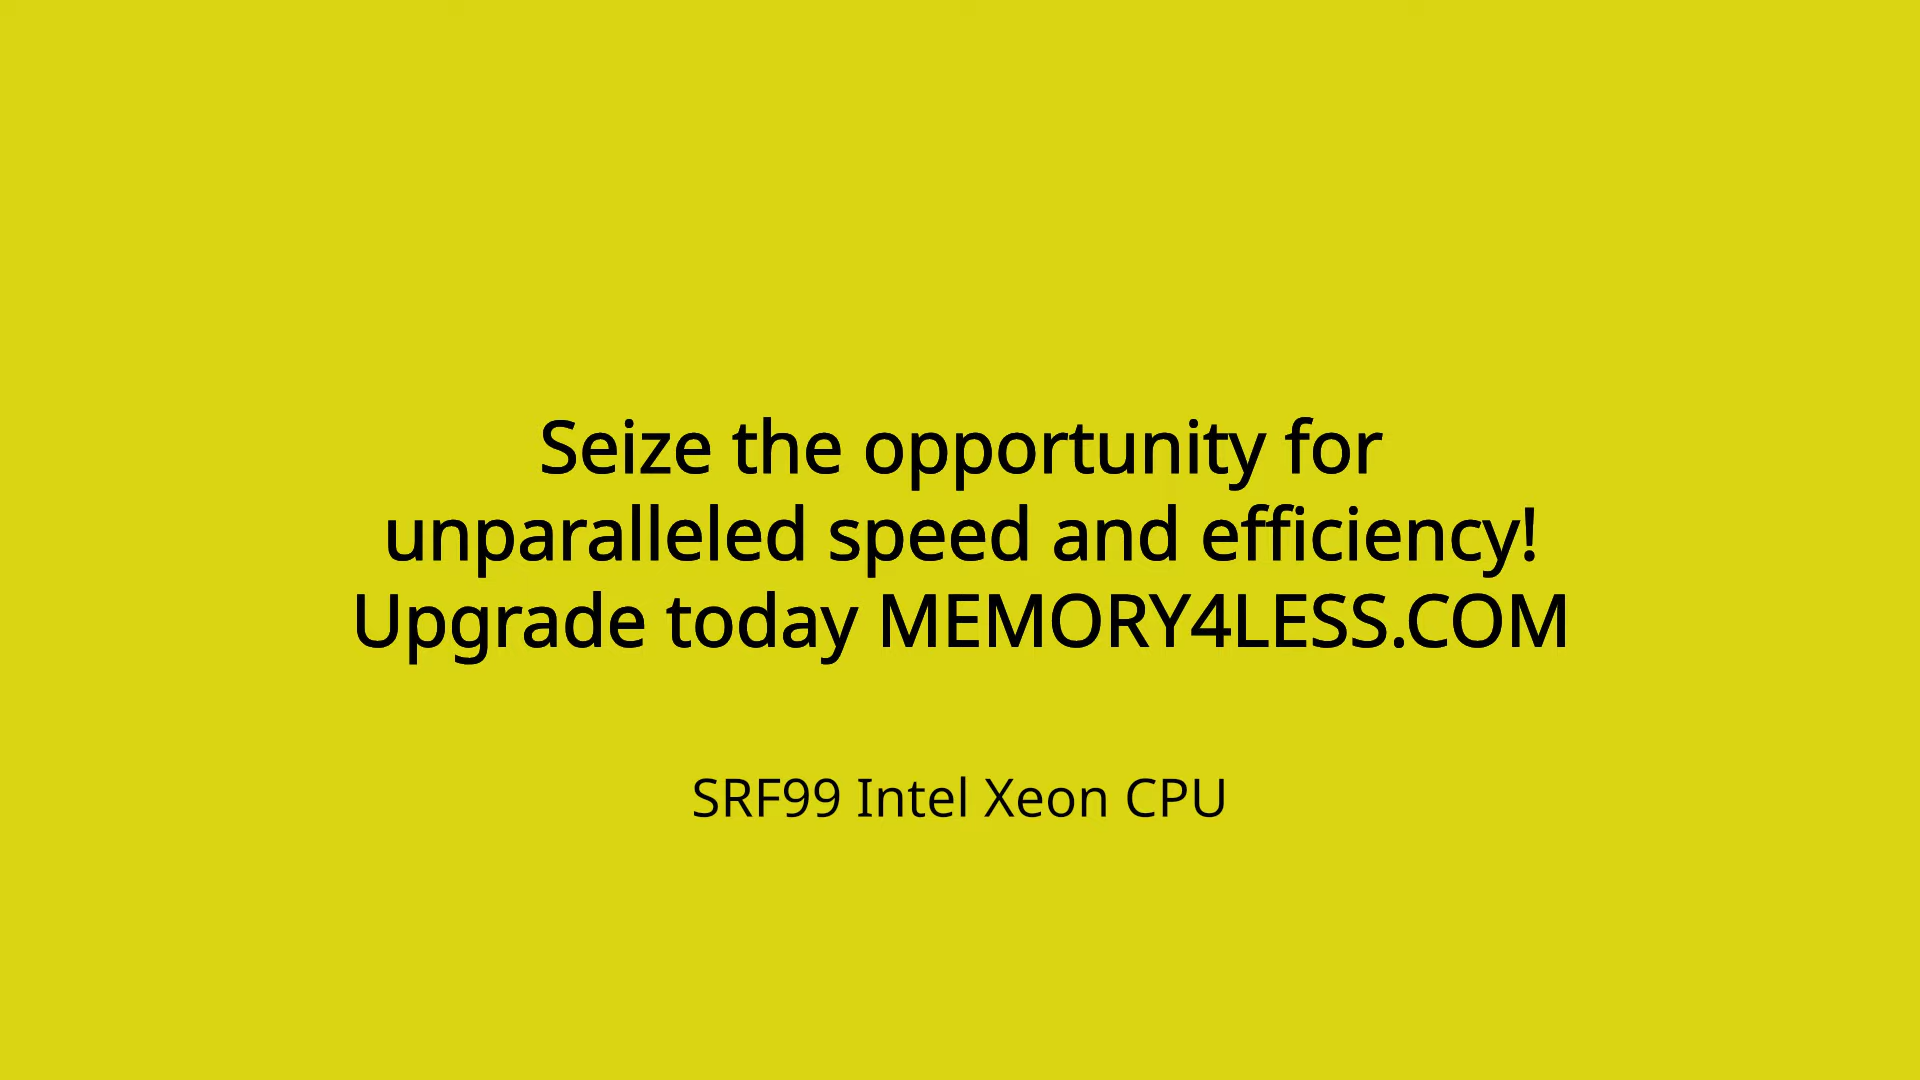 Seize the opportunity for
unparalleled speed and efficiency!
Upgrade today MEMORY4LESS.COM
SRF99 Intel Xeon CPU